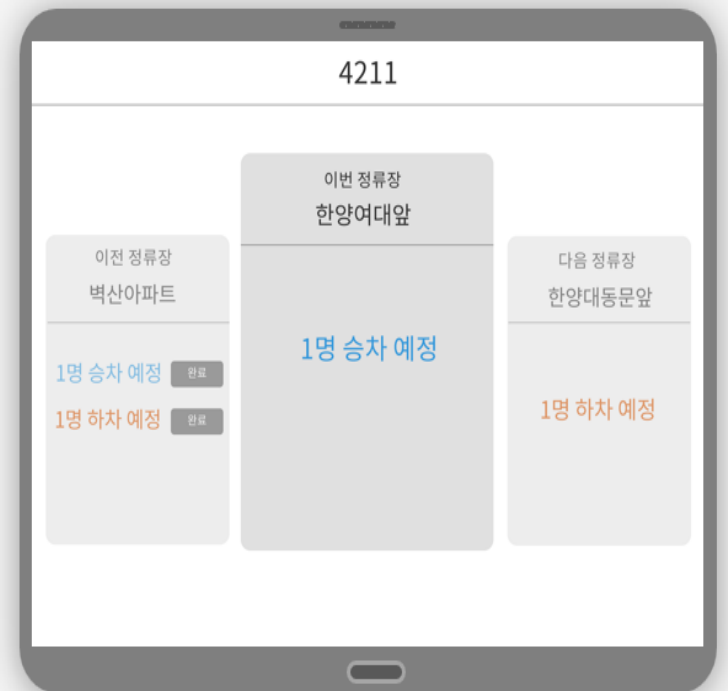 4211
이전 정류장
벽산아파트
1명 승차 예정 완료
1명 하차 예정 완료
이번 정류장
한양여대앞
1명 승차 예정
다음 정류장
한양대동문앞
1명 하차 예정